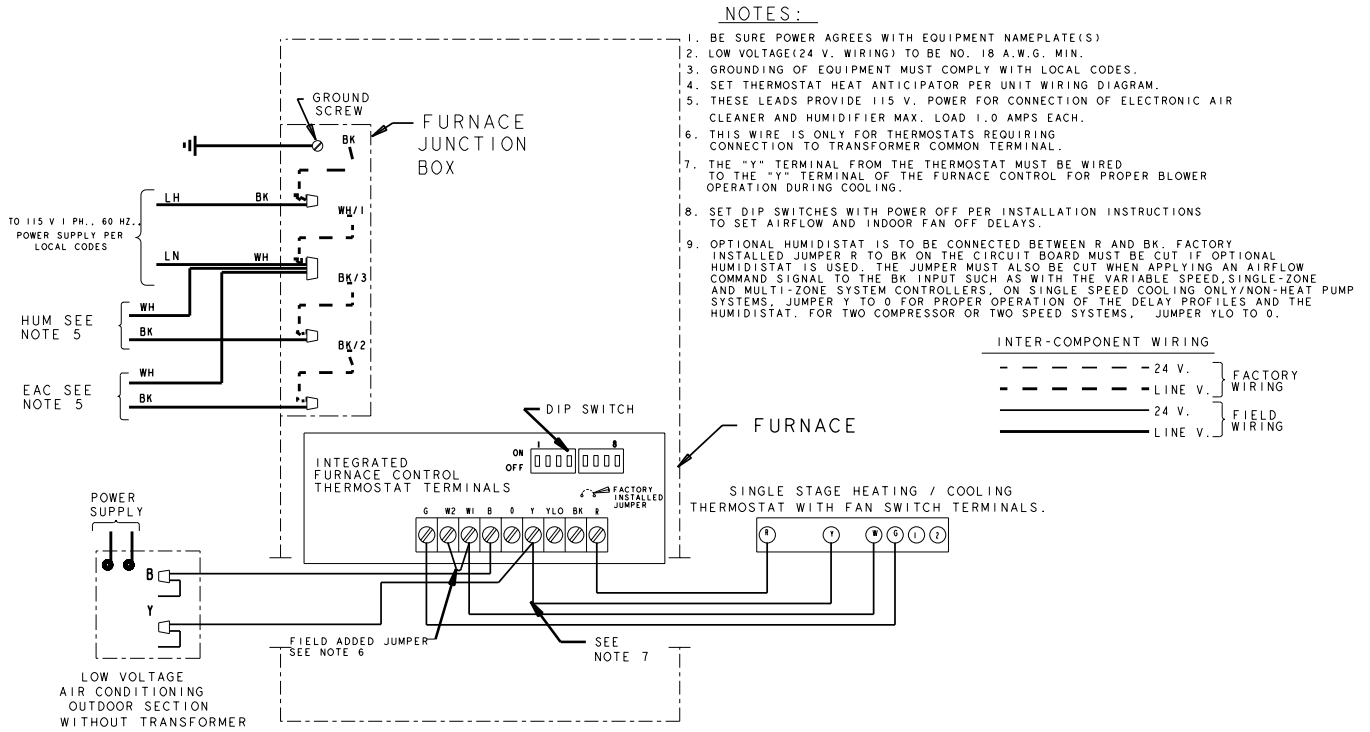 NOTES:
1. BE SURE POWER AGREES WITH EQUIPMENT NAMEPLATE(S)
2. LOW VOLTAGE(24 V. WIRING) TO BE NO. 18 A.W.G. MIN.
3. GROUNDING OF EQUIPMENT MUST COMPLY WITH LOCAL CODES.
4. SET THERMOSTAT HEAT ANTICIPATOR PER UNIT WIRING DIAGRAM.
5. THESE LEADS PROVIDE 115 V. POWER FOR CONNECTION OF ELECTRONIC AIR
CLEANER AND HUMIDIFIER MAX. LOAD 1.0 AMPS EACH.
6. THIS WIRE IS ONLY FOR THERMOSTATS REQUIRING
CONNECTION TO TRANSFORMER COMMON TERMINAL.
7. THE "Y" TERMINAL FROM THE THERMOSTAT MUST BE WIRED
TO THE "Y" TERMINAL OF THE FURNACE CONTROL FOR PROPER BLOWER
OPERATION DURING COOLING.
8. SET DIP SWITCHES WITH POWER OFF PER INSTALLATION INSTRUCTIONS
TO SET AIRFLOW AND INDOOR FAN OFF DELAYS.
9. OPTIONAL HUMIDISTAT IS TO BE CONNECTED BETWEEN R AND BK. FACTORY
INSTALLED JUMPER R TO BK ON THE CIRCUIT BOARD MUST BE CUT IF OPTIONAL
HUMIDISTAT IS USED. THE JUMPER MUST ALSO BE CUT WHEN APPLYING AN AIRFLOW
COMMAND SIGNAL TO THE BK INPUT SUCH AS WITH THE VARIABLE SPEED,SINGLE-ZONE
AND MULTI-ZONE SYSTEM CONTROLLERS, ON SINGLE SPEED COOLING ONLY/NON-HEAT PUMP
SYSTEMS, JUMPER Y TO O FOR PROPER OPERATION OF THE DELAY PROFILES AND THE
HUMIDISTAT. FOR TWO COMPRESSOR OR TWO SPEED SYSTEMS, JUMPER YLO TO O.
INTER-COMPONENT WIRING
24 V.
LINE V.
FACTORY
WIRING
24 V.
LINE V.
FIELD
WIRING
GROUND
SCREW
FURNACE
JUNCTION
BOX
BK
LH
BK
WH/1
TO 115 V 1 PH., 60 HZ.,
POWER SUPPLY PER
LOCAL CODES
LN
WH
BK/3
HUM SEE
NOTE 5
WH
BK
BK/2
EAC SEE
NOTE 5
WH
BK
DIP SWITCH
FURNACE
1
8
ON
OFF
INTEGRATED
FURNACE CONTROL
THERMOSTAT TERMINALS
FACTORY
INSTALLED
JUMPER
G W2 W1 B O Y YLO BK R
SINGLE STAGE HEATING / COOLING
THERMOSTAT WITH FAN SWITCH TERMINALS.
R Y W G 1 2
POWER
SUPPLY
B
Y
FIELD ADDED JUMPER
SEE NOTE 6
SEE
NOTE 7
LOW VOLTAGE
AIR CONDITIONING
OUTDOOR SECTION
WITHOUT TRANSFORMER